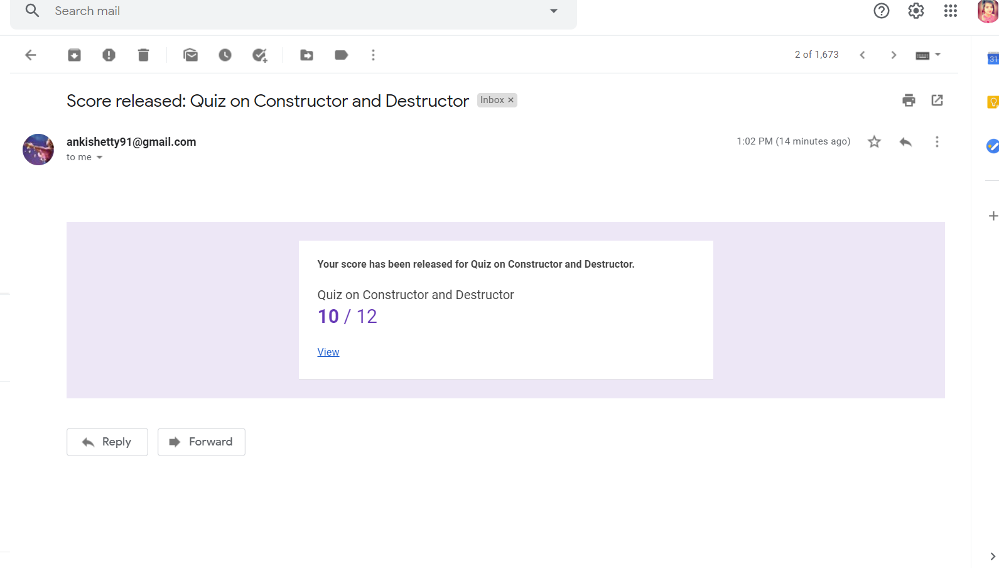 Search mail
2 of 1,673
31
Score released: Quiz on Constructor and Destructor Inbox ×
ankishetty91@gmail.com
1:02 PM (14 minutes ago)
to me
Your score has been released for Quiz on Constructor and Destructor.
Quiz on Constructor and Destructor
10 / 12
View
Reply
Forward